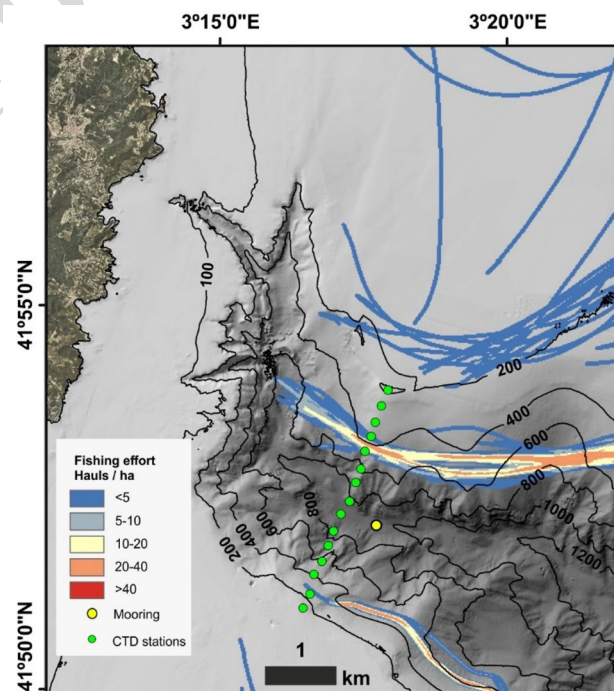 3°15'0"E
3°20'0"E
41°55'0"N
100
200
400
600
800
1000
1200
800
600
400
200
Fishing effort
Hauls / ha
<5
5-10
10-20
20-40
>40
Mooring
CTD stations
41°50'0"N
1
km